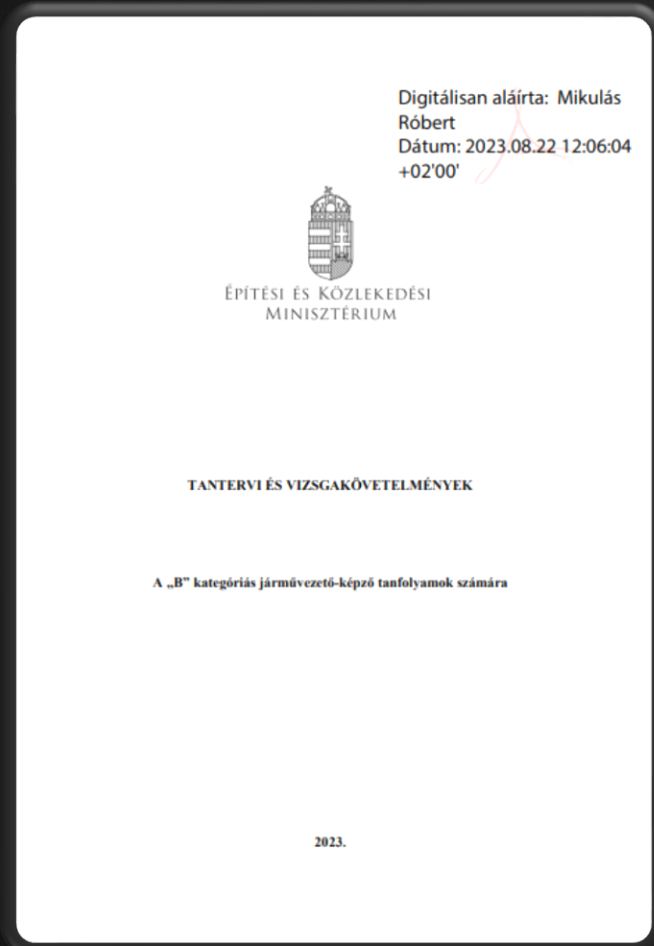 Digitálisan aláírta: Mikulás
Róbert
Dátum: 2023.08.22 12:06:04
+02'00'
ÉPÍTÉSI ÉS KÖZLEKEDÉSI
MINISZTÉRIUM
TANTERVI ÉS VIZSGAKÖVETELMÉNYEK
A „B” kategóriás járművezető-képző tanfolyamok számára
2023.